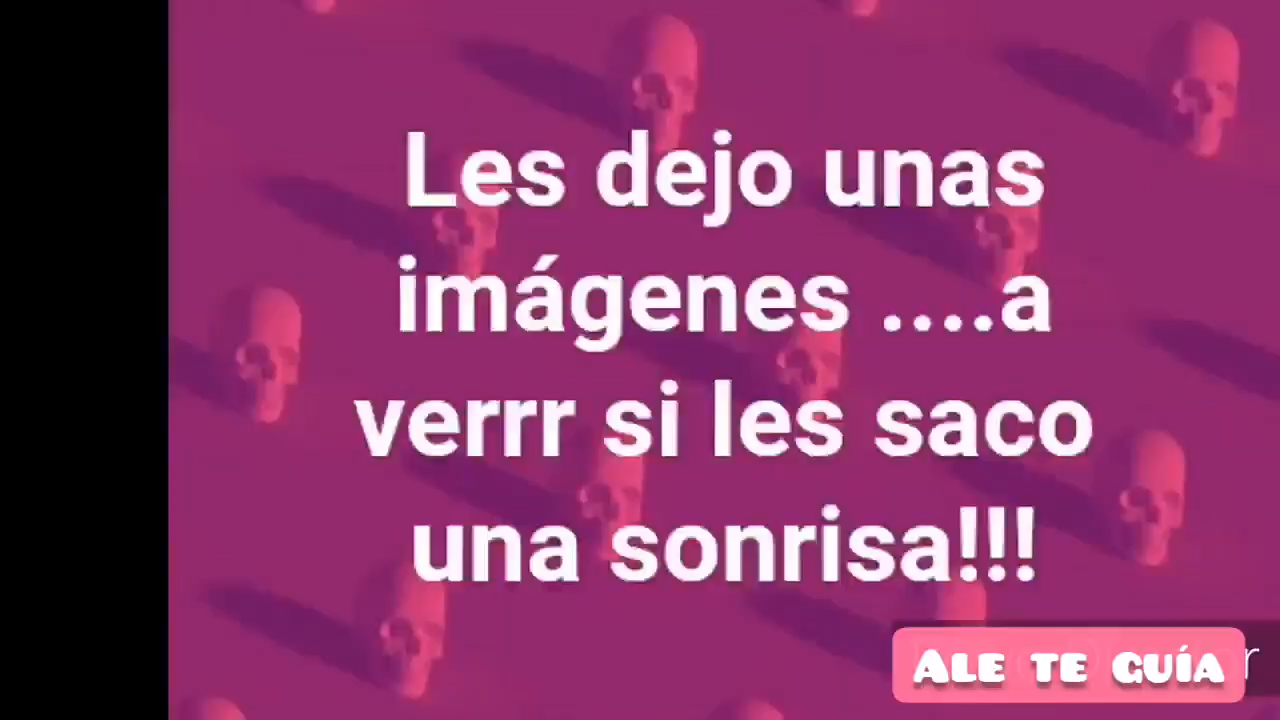 Les dejo unas
imágenes ....a
verrr si les saco
una sonrisa!!!
ALE TE GUÍA